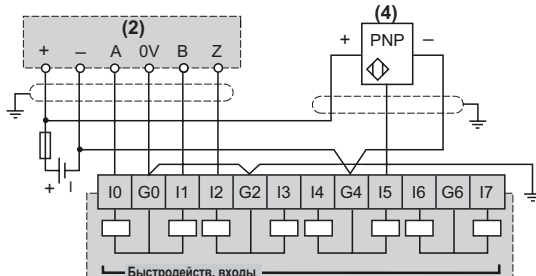 (2) (4)
+ – A 0V B Z + PNP –
+ –
I0 G0 I1 I2 G2 I3 I4 G4 I5 I6 G6 I7
Быстродейств. входы